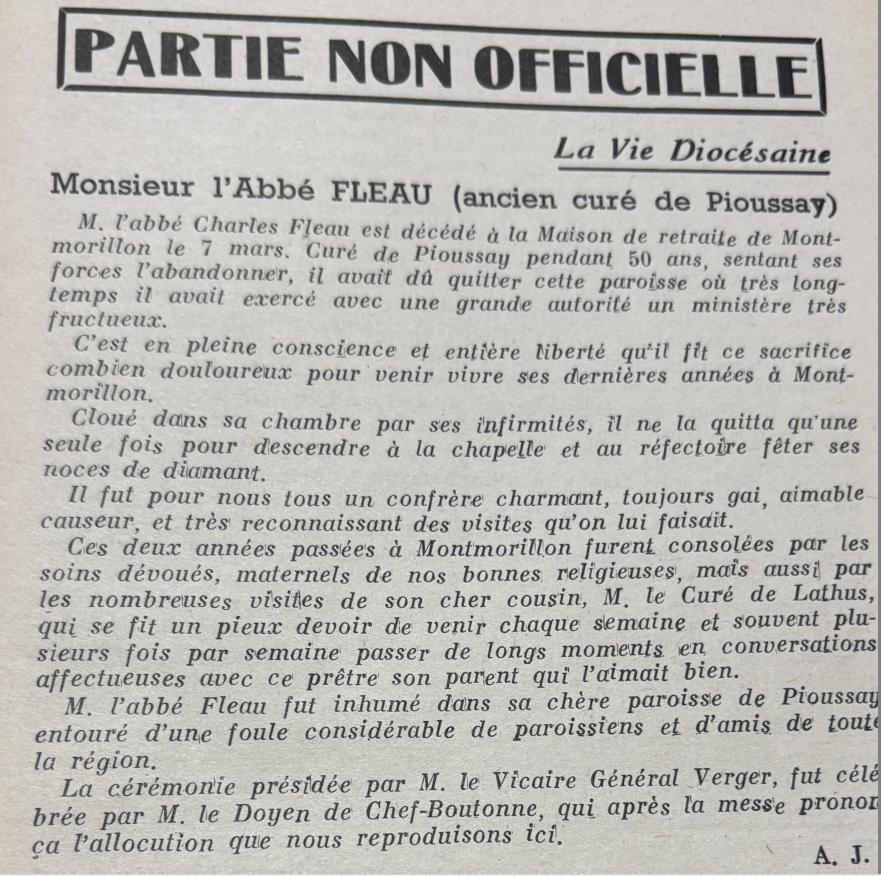 PARTIE NON OFFICIELLE
La Vie Diocésaine
Monsieur l'Abbé FLEAU (ancien curé de Pioussay)
M. l'abbé Charles Fleau est décédé à la Maison de retraite de Mont-
morillon le 7 mars. Curé de Pioussay pendant 50 ans, sentant ses
forces l'abandonner, il avait dû quitter cette paroisse où très long-
temps il avait exercé avec une grande autorité un ministère très
fructueux.
C'est en pleine conscience et entière liberté qu'il fit ce sacrifice
combien douloureux pour venir vivre ses dernières années à Mont-
morillon.
Cloué dans sa chambre par ses infirmités, il ne la quitta qu'une
seule fois pour descendre à la chapelle et au réfectoire fêter ses
noces de diamant.
Il fut pour nous tous un confrère charmant, toujours gai, aimable
causeur, et très reconnaissant des visites qu'on lui faisait.
Ces deux années passées à Montmorillon furent consolées par les
soins dévoués, maternels de nos bonnes religieuses, mais aussi par
les nombreuses visites de son cher cousin, M. le Curé de Lathus,
qui se fit un pieux devoir de venir chaque semaine et souvent plu-
sieurs fois par semaine passer de longs moments en conversations
affectueuses avec ce prêtre son parent qui l'aimait bien.
M. l'abbé Fleau fut inhumé dans sa chère paroisse de Pioussay
entouré d'une foule considérable de paroissiens et d'amis de toute
la région.
La cérémonie présidée par M. le Vicaire Général Verger, fut célé
brée par M. le Doyen de Chef-Boutonne, qui après la messe pronon
ça l'allocution que nous reproduisons ici.
A. J.